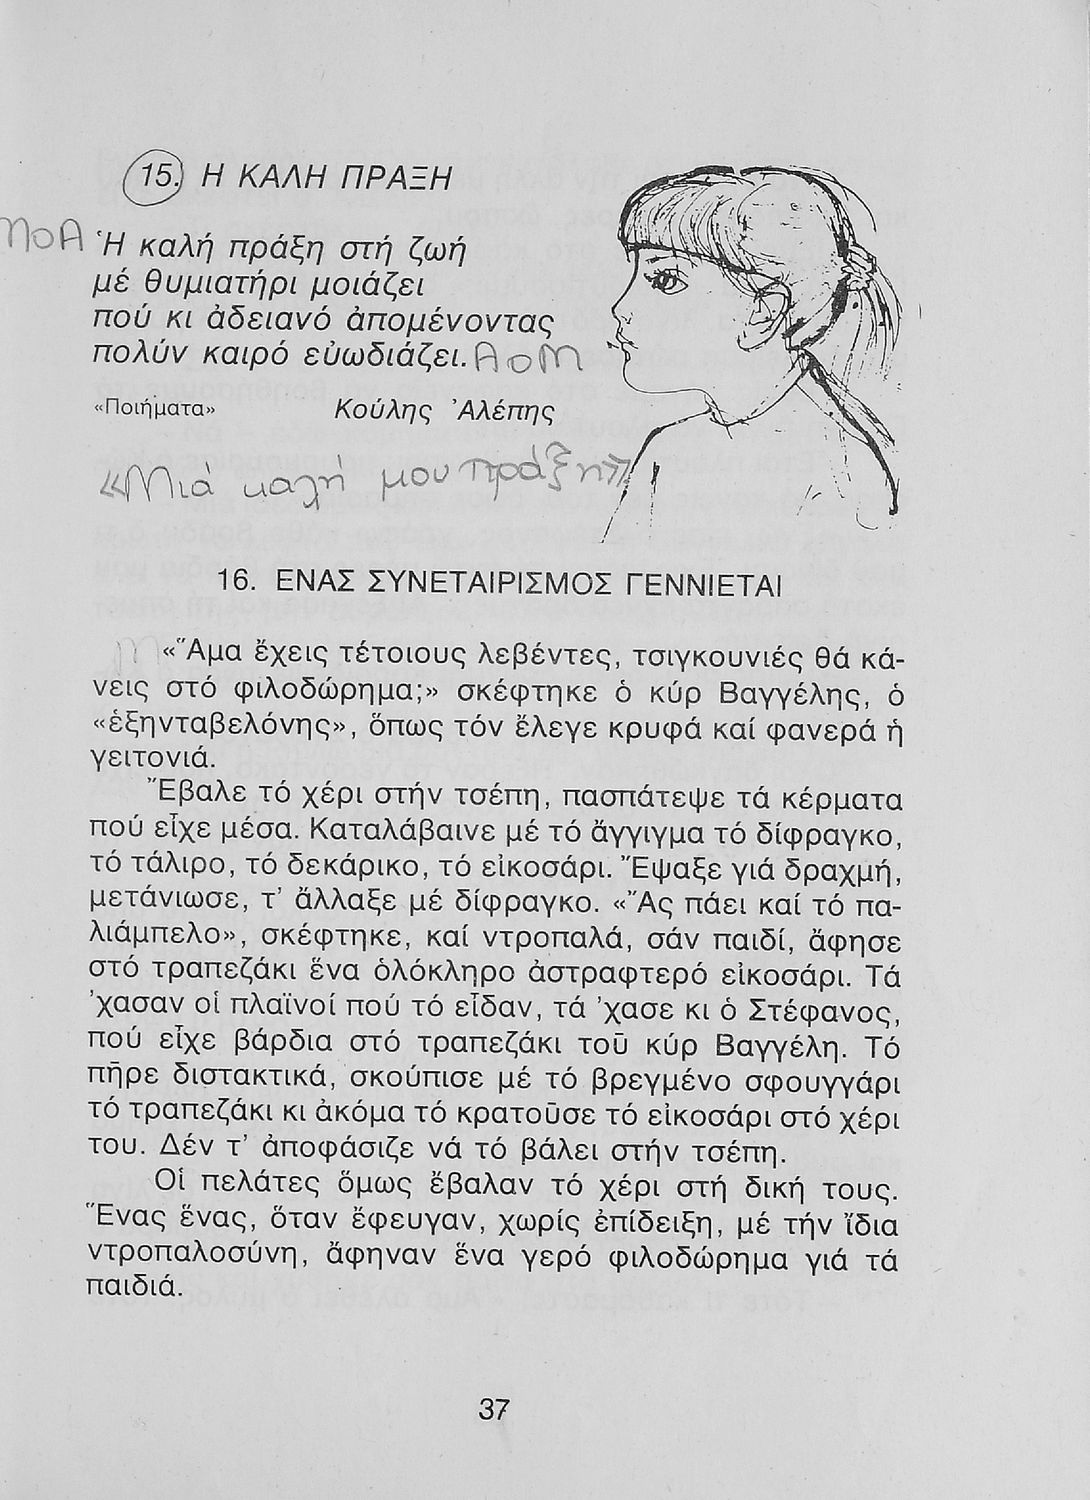 15. Η ΚΑΛΗ ΠΡΑΞΗ
ΜοΑ Ἡ καλή πράξη στή ζωή
μέ θυμιατήρι μοιάζει
πού κι ἀδειανό ἀπομένοντας
πολύν καιρό εὐωδιάζει. ΑοΜ
«Ποιήματα» Κούλης Ἀλέπης
«Μιά καλή μου πράξη»
16. ΕΝΑΣ ΣΥΝΕΤΑΙΡΙΣΜΟΣ ΓΕΝΝΙΕΤΑΙ
«Ἅμα ἔχεις τέτοιους λεβέντες, τσιγκουνιές θά κά-
νεις στό φιλοδώρημα;» σκέφτηκε ὁ κύρ Βαγγέλης, ὁ
«ἑξηνταβελόνης», ὅπως τόν ἔλεγε κρυφά καί φανερά ἡ
γειτονιά.
Ἔβαλε τό χέρι στήν τσέπη, πασπάτεψε τά κέρματα
πού εἶχε μέσα. Καταλάβαινε μέ τό ἄγγιγμα τό δίφραγκο,
τό τάλιρο, τό δεκάρικο, τό εἰκοσάρι. Ἔψαξε γιά δραχμή,
μετάνιωσε, τ' ἄλλαξε μέ δίφραγκο. «Ἄς πάει καί τό πα-
λιάμπελο», σκέφτηκε, καί ντροπαλά, σάν παιδί, ἄφησε
στό τραπεζάκι ἕνα ὁλόκληρο ἀστραφτερό εἰκοσάρι. Τά
'χασαν οἱ πλαϊνοί πού τό εἶδαν, τά 'χασε κι ὁ Στέφανος,
πού εἶχε βάρδια στό τραπεζάκι τοῦ κύρ Βαγγέλη. Τό
πῆρε διστακτικά, σκούπισε μέ τό βρεγμένο σφουγγάρι
τό τραπεζάκι κι ἀκόμα τό κρατοῦσε τό εἰκοσάρι στό χέρι
του. Δέν τ' ἀποφάσιζε νά τό βάλει στήν τσέπη.
Οἱ πελάτες ὅμως ἔβαλαν τό χέρι στή δική τους.
Ἕνας ἕνας, ὅταν ἔφευγαν, χωρίς ἐπίδειξη, μέ τήν ἴδια
ντροπαλοσύνη, ἄφηναν ἕνα γερό φιλοδώρημα γιά τά
παιδιά.
37